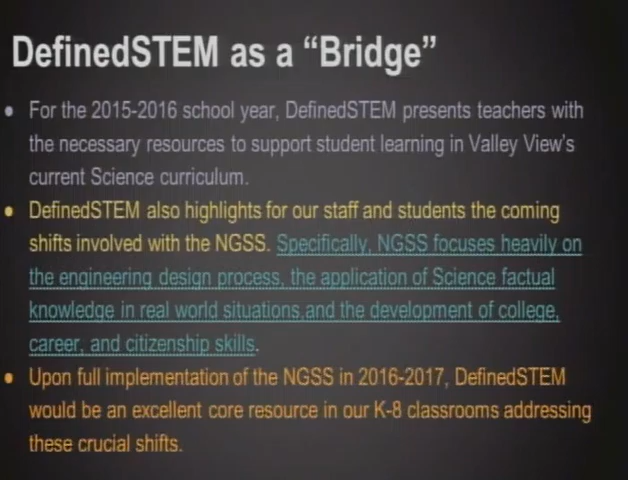 DefinedSTEM as a “Bridge”
• For the 2015-2016 school year, DefinedSTEM presents teachers with
the necessary resources to support student learning in Valley View’s
current Science curriculum.
• DefinedSTEM also highlights for our staff and students the coming
shifts involved with the NGSS. Specifically, NGSS focuses heavily on
the engineering design process, the application of Science factual
knowledge in real world situations,and the development of college,
career, and citizenship skills.
• Upon full implementation of the NGSS in 2016-2017, DefinedSTEM
would be an excellent core resource in our K-8 classrooms addressing
these crucial shifts.